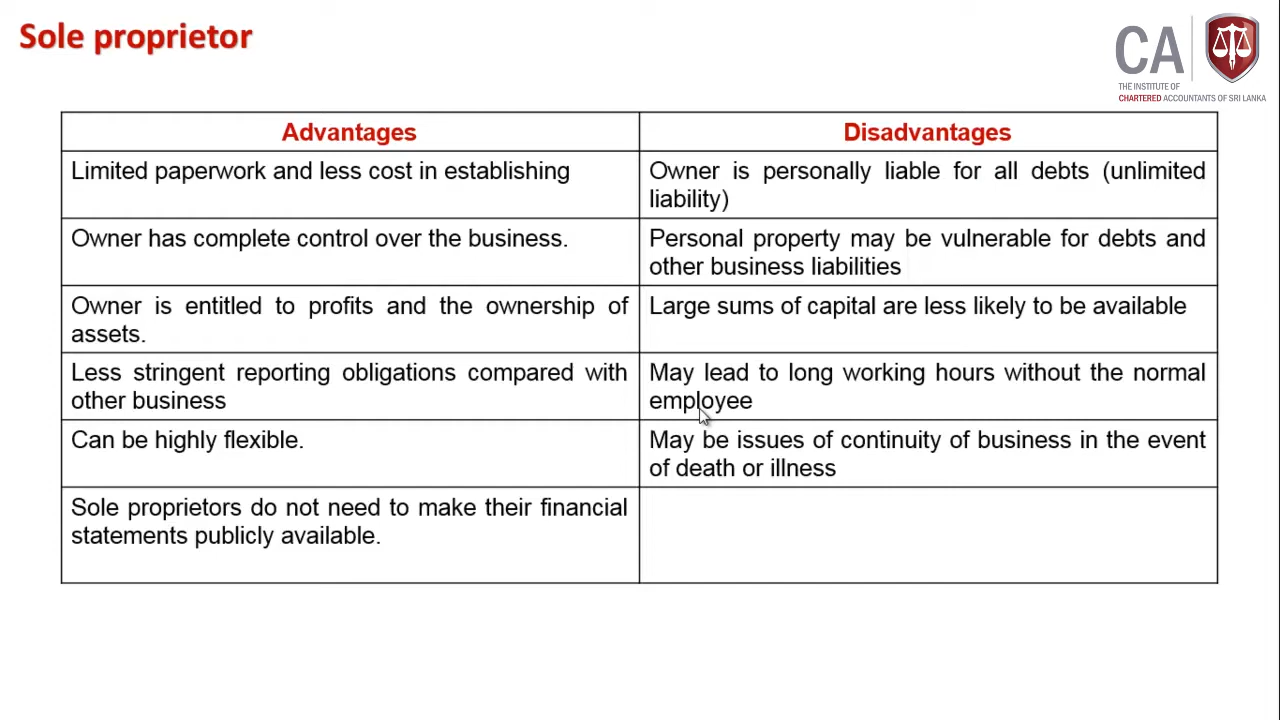 Sole proprietor
CA
THE INSTITUTE OF
CHARTERED ACCOUNTANTS OF SRI LANKA
Advantages
Disadvantages
Limited paperwork and less cost in establishing
Owner is personally liable for all debts (unlimited
liability)
Owner has complete control over the business.
Personal property may be vulnerable for debts and
other business liabilities
Owner is entitled to profits and the ownership of
assets.
Large sums of capital are less likely to be available
Less stringent reporting obligations compared with
other business
May lead to long working hours without the normal
employee
Can be highly flexible.
May be issues of continuity of business in the event
of death or illness
Sole proprietors do not need to make their financial
statements publicly available.